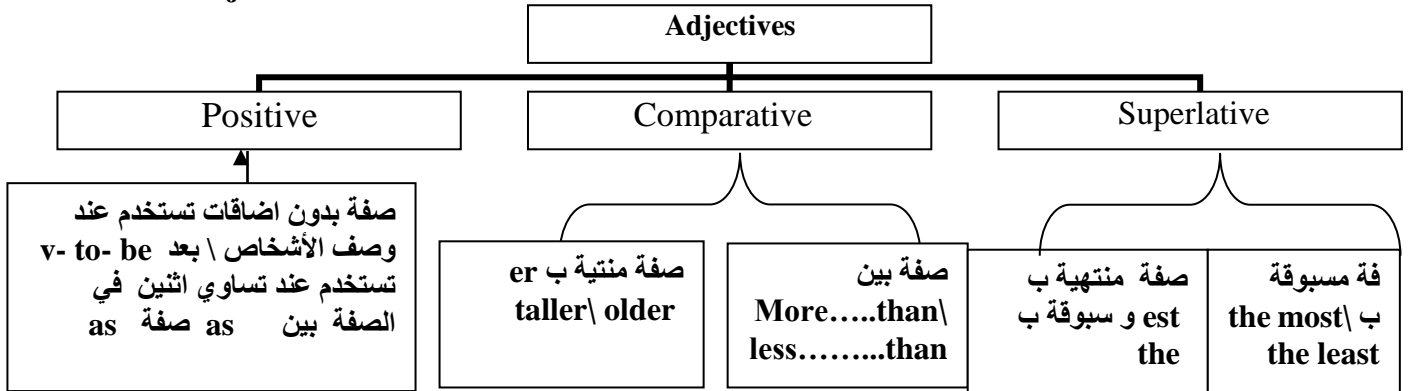 Adjectives
Positive
Comparative
Superlative
صفة بدون اضاقات تستخدم عند
وصف الأشخاص \ بعد v- to- be
تستخدم عند تساوي اثنين في
الصفة بين as صفة as
صفة منتية ب er
taller\ older
صفة بين
More…..than\
less……...than
صفة منتهية ب
est و سبوقة ب
the
فة مسبوقة
ب the most\
the least